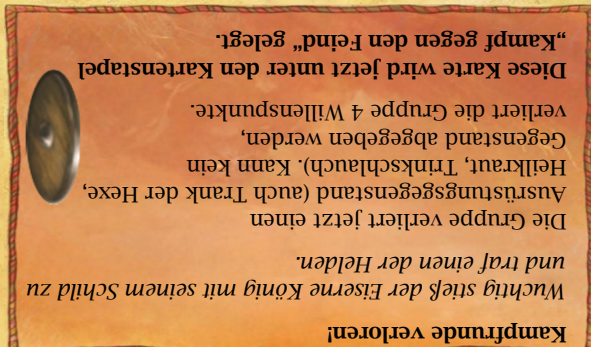 Kampfrunde verloren!
Wuchtig stieß der Eiserne König mit seinem Schild zu
und traf einen der Helden.
Die Gruppe verliert jetzt einen
Ausrüstungsgegenstand (auch Trank der Hexe,
Heilkraut, Trinkschlauch). Kann kein
Gegenstand abgegeben werden,
verliert die Gruppe 4 Willenspunkte.
Diese Karte wird jetzt unter den Kartenstapel
„Kampf gegen den Feind“ gelegt.